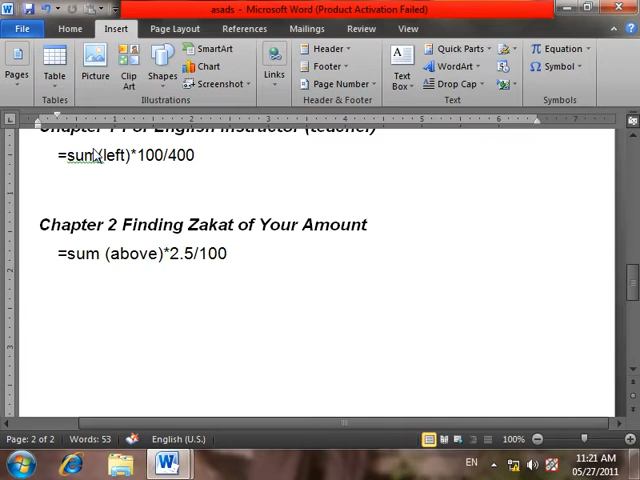 asads - Microsoft Word (Product Activation Failed)
File Home Insert Page Layout References Mailings Review View
Pages
Table
Tables
Picture
Clip Art
Shapes
SmartArt
Chart
Screenshot
Illustrations
Links
Header
Footer
Page Number
Header & Footer
Text Box
Quick Parts
WordArt
Drop Cap
Text
Equation
Symbol
Symbols
=sum(left)*100/400
Chapter 2 Finding Zakat of Your Amount
=sum (above)*2.5/100
Page: 2 of 2 Words: 53 English (U.S.) 100%
EN
11:21 AM
05/27/2011